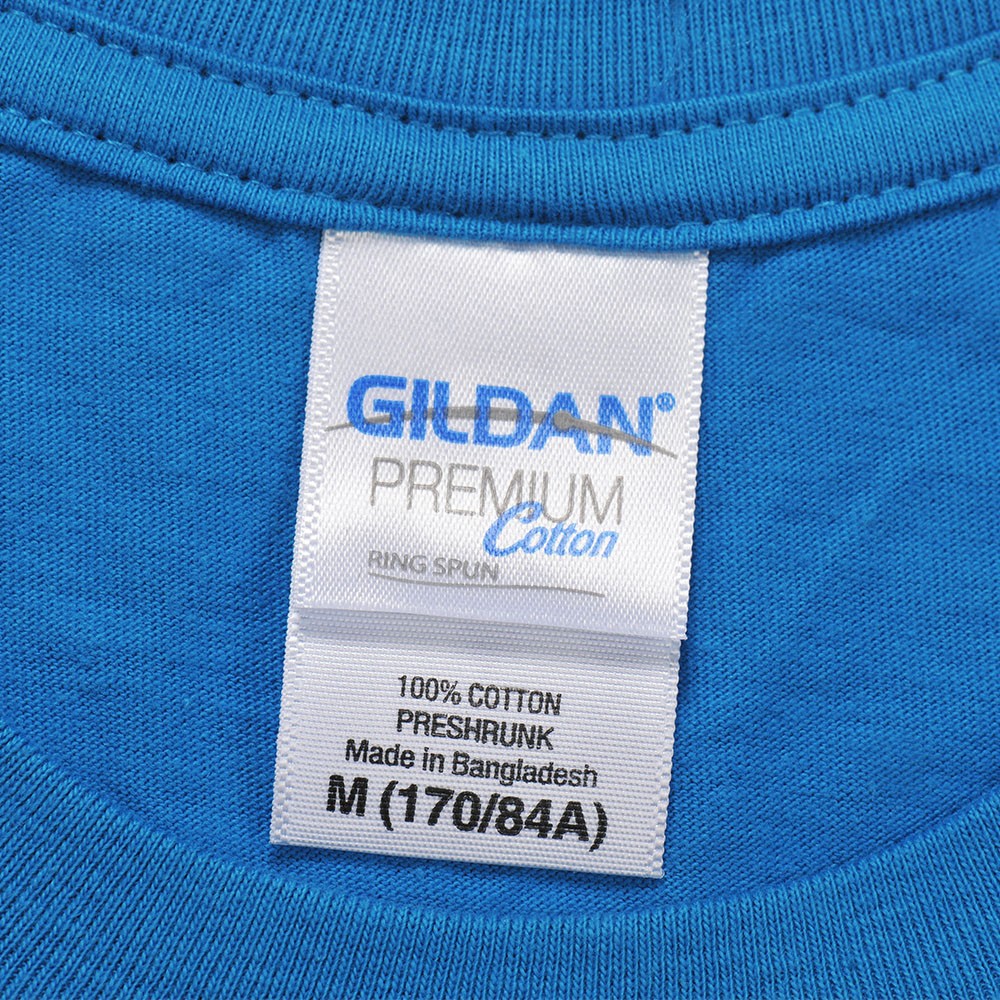 GILDAN®
PREMIUM
Cotton
RING SPUN
100% COTTON
PRESHRUNK
Made in Bangladesh
M (170/84A)